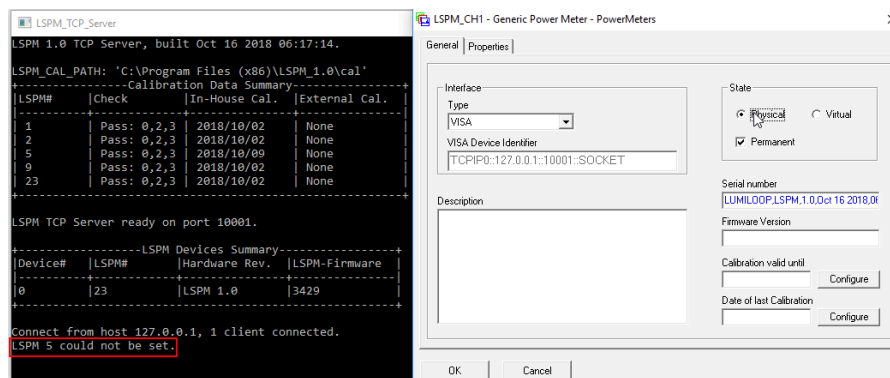 LSPM_TCP_Server
LSPM 1.0 TCP Server, built Oct 16 2018 06:17:14.
LSPM_CAL_PATH: 'C:\Program Files (x86)\LSPM_1.0\cal'
+-----------------Calibration Data Summary-----------------+
|LSPM# |Check |In-House Cal. |External Cal. |
| 1 | Pass: 0,2,3 | 2018/10/02 | None
| 2 | Pass: 0,2,3 | 2018/10/02 | None
| 5 | Pass: 0,2,3 | 2018/10/09 | None
| 9 | Pass: 0,2,3 | 2018/10/02 | None
| 23 | Pass: 0,2,3 | 2018/10/02 | None
LSPM TCP Server ready on port 10001.
+------------------LSPM Devices Summary-----------------+
|Device# |LSPM# |Hardware Rev. |LSPM-Firmware |
|0 |23 |LSPM 1.0 |3429 |
Connect from host 127.0.0.1, 1 client connected.
LSPM 5 could not be set.
LSPM_CH1 - Generic Power Meter - PowerMeters
General Properties
Interface
Type
VISA
VISA Device Identifier
TCPIP0::127.0.0.1::10001::SOCKET
Description
State
Physical Virtual
Permanent
Serial number
LUMILOOP,LSPM,1.0,Oct 16 2018,0
Firmware Version
Calibration valid until
Configure
Date of last Calibration
Configure
OK Cancel